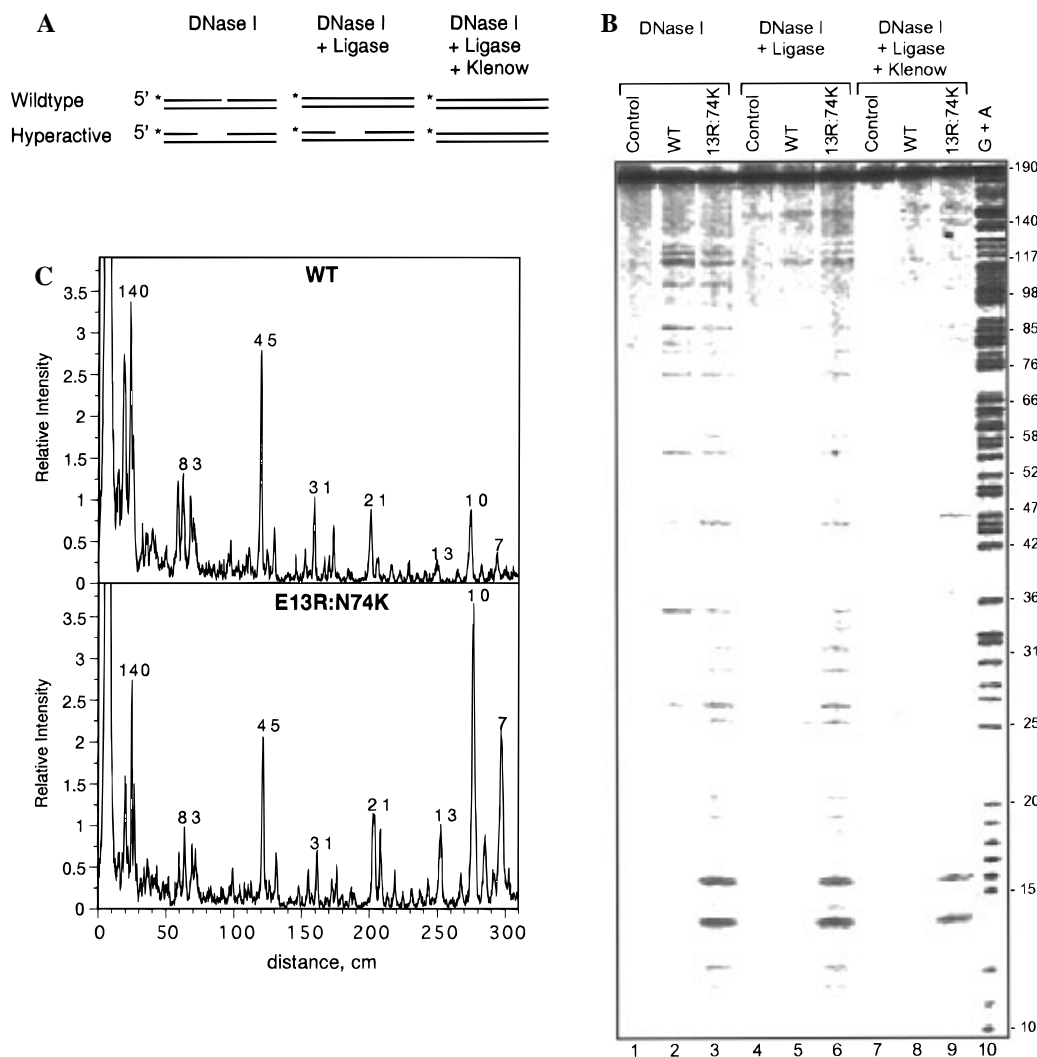 A
DNase I
DNase I
+ Ligase
DNase I
+ Ligase
+ Klenow
Wildtype 5' * * *
Hyperactive 5' * * *
B
DNase I
DNase I
+ Ligase
DNase I
+ Ligase
+ Klenow
Control
WT
13R:74K
Control
WT
13R:74K
Control
WT
13R:74K
G + A
- 190
- 140
- 117
- 98
- 85
- 76
- 66
- 58
- 52
- 47
- 42
- 36
- 31
- 25
- 20
- 15
- 10
1 2 3 4 5 6 7 8 9 10
C
WT
Relative Intensity
3.5
3
2.5
2
1.5
1
0.5
0
140
83
45
31
21
13
10
7
E13R:N74K
Relative Intensity
3.5
3
2.5
2
1.5
1
0.5
0
140
83
45
31
21
13
10
7
0 50 100 150 200 250 300
distance, cm